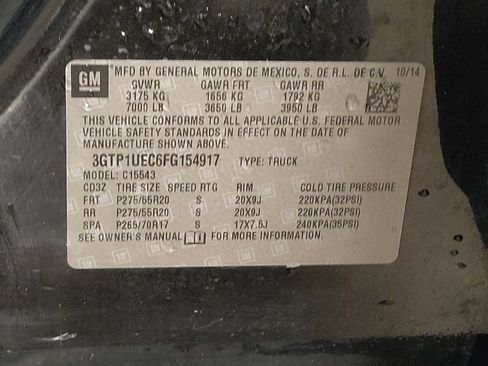 GM MFD BY GENERAL MOTORS DE MEXICO, S. DE R.L. DE C.V. 10/14
GVWR GAWR FRT GAWR RR
3175 KG 1656 KG 1792 KG
7000 LB 3650 LB 3950 LB
THIS VEHICLE CONFORMS TO ALL APPLICABLE U.S. FEDERAL MOTOR
VEHICLE SAFETY STANDARDS IN EFFECT ON THE DATE OF
MANUFACTURE SHOWN ABOVE.
3GTP1UEC6FG154917 TYPE: TRUCK
MODEL: C15543
CD3Z TIRE SIZE SPEED RTG RIM COLD TIRE PRESSURE
FRT P275/55R20 S 20X9J 220KPA(32PSI)
RR P275/55R20 S 20X9J 220KPA(32PSI)
SPA P265/70R17 S 17X7.5J 240KPA(35PSI)
SEE OWNER'S MANUAL FOR MORE INFORMATION.